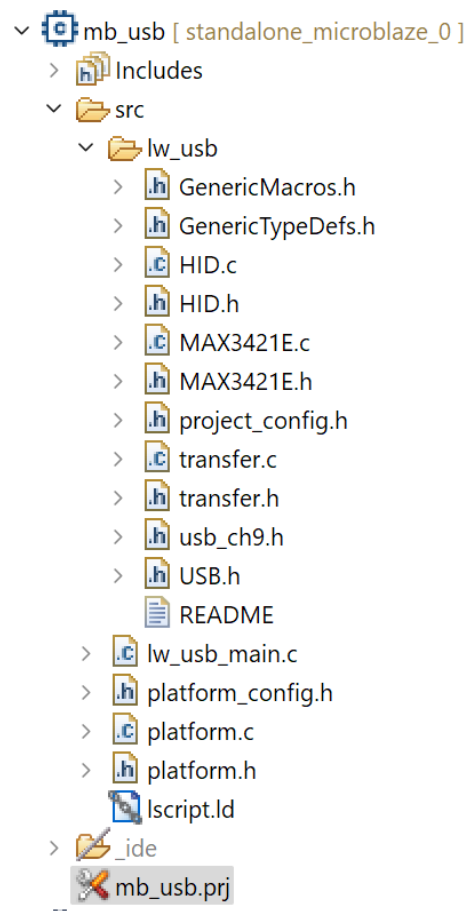 mb_usb [ standalone_microblaze_0 ]
Includes
src
lw_usb
GenericMacros.h
GenericTypeDefs.h
HID.c
HID.h
MAX3421E.c
MAX3421E.h
project_config.h
transfer.c
transfer.h
usb_ch9.h
USB.h
README
lw_usb_main.c
platform_config.h
platform.c
platform.h
lscript.ld
_ide
mb_usb.prj